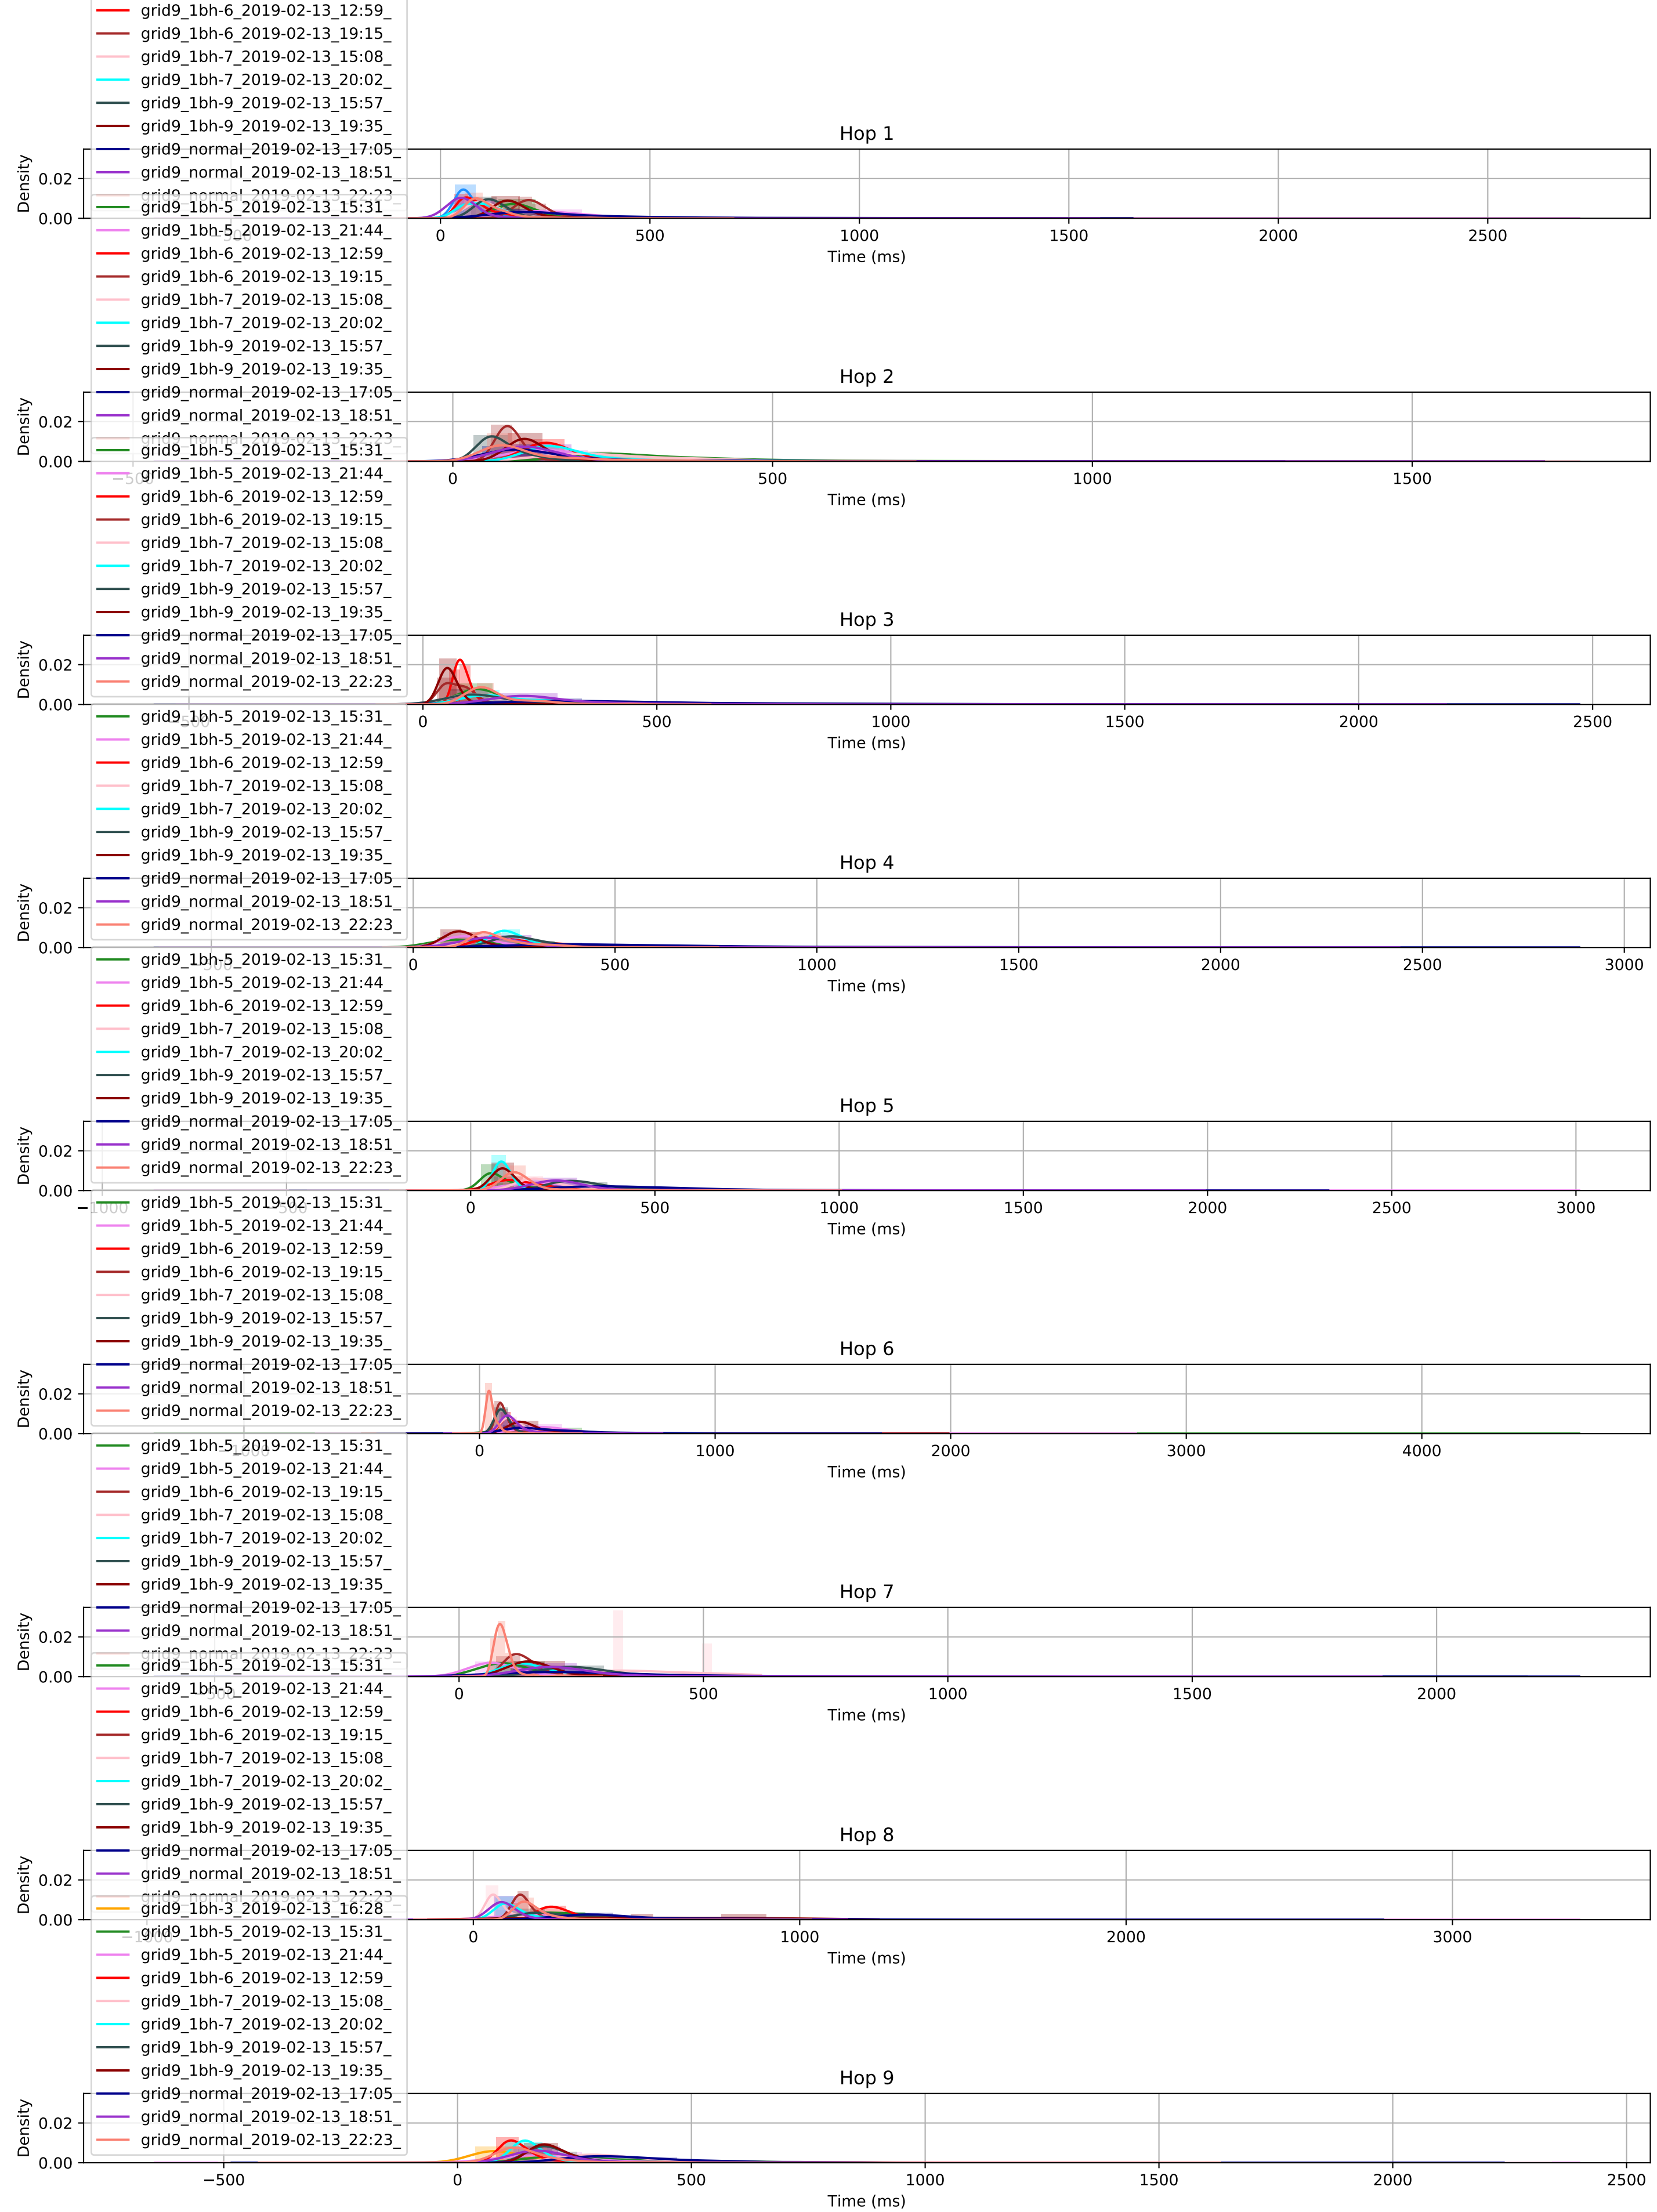 grid9_1bh-6_2019-02-13_12:59_
grid9_1bh-6_2019-02-13_19:15_
grid9_1bh-7_2019-02-13_15:08_
grid9_1bh-7_2019-02-13_20:02_
grid9_1bh-9_2019-02-13_15:57_
grid9_1bh-9_2019-02-13_19:35_
Hop 1
grid9_normal_2019-02-13_17:05_
grid9_normal_2019-02-13_18:51_
grid9_normal_2019-02-13_22:23_
grid9_1bh-5_2019-02-13_15:31_
Density
0.02
0.00
−500 0 500 1000 1500 2000 2500
Time (ms)
grid9_1bh-5_2019-02-13_21:44_
grid9_1bh-6_2019-02-13_12:59_
grid9_1bh-6_2019-02-13_19:15_
grid9_1bh-7_2019-02-13_15:08_
grid9_1bh-7_2019-02-13_20:02_
grid9_1bh-9_2019-02-13_15:57_
grid9_1bh-9_2019-02-13_19:35_
Hop 2
grid9_normal_2019-02-13_17:05_
grid9_normal_2019-02-13_18:51_
grid9_normal_2019-02-13_22:23_
grid9_1bh-5_2019-02-13_15:31_
Density
0.02
0.00
−500 0 500 1000 1500
Time (ms)
grid9_1bh-5_2019-02-13_21:44_
grid9_1bh-6_2019-02-13_12:59_
grid9_1bh-6_2019-02-13_19:15_
grid9_1bh-7_2019-02-13_15:08_
grid9_1bh-7_2019-02-13_20:02_
grid9_1bh-9_2019-02-13_15:57_
grid9_1bh-9_2019-02-13_19:35_
Hop 3
grid9_normal_2019-02-13_17:05_
grid9_normal_2019-02-13_18:51_
grid9_normal_2019-02-13_22:23_
Density
0.02
0.00
−500 0 500 1000 1500 2000 2500
Time (ms)
grid9_1bh-5_2019-02-13_15:31_
grid9_1bh-5_2019-02-13_21:44_
grid9_1bh-6_2019-02-13_12:59_
grid9_1bh-7_2019-02-13_15:08_
grid9_1bh-7_2019-02-13_20:02_
grid9_1bh-9_2019-02-13_15:57_
grid9_1bh-9_2019-02-13_19:35_
Hop 4
grid9_normal_2019-02-13_17:05_
grid9_normal_2019-02-13_18:51_
grid9_normal_2019-02-13_22:23_
Density
0.02
0.00
−500 0 500 1000 1500 2000 2500 3000
Time (ms)
grid9_1bh-5_2019-02-13_15:31_
grid9_1bh-5_2019-02-13_21:44_
grid9_1bh-6_2019-02-13_12:59_
grid9_1bh-7_2019-02-13_15:08_
grid9_1bh-7_2019-02-13_20:02_
grid9_1bh-9_2019-02-13_15:57_
grid9_1bh-9_2019-02-13_19:35_
Hop 5
grid9_normal_2019-02-13_17:05_
grid9_normal_2019-02-13_18:51_
grid9_normal_2019-02-13_22:23_
Density
0.02
0.00
−1000 −500 0 500 1000 1500 2000 2500 3000
Time (ms)
grid9_1bh-5_2019-02-13_15:31_
grid9_1bh-5_2019-02-13_21:44_
grid9_1bh-6_2019-02-13_12:59_
grid9_1bh-6_2019-02-13_19:15_
grid9_1bh-7_2019-02-13_15:08_
grid9_1bh-9_2019-02-13_15:57_
grid9_1bh-9_2019-02-13_19:35_
Hop 6
grid9_normal_2019-02-13_17:05_
grid9_normal_2019-02-13_18:51_
grid9_normal_2019-02-13_22:23_
Density
0.02
0.00
−1000 0 1000 2000 3000 4000
Time (ms)
grid9_1bh-5_2019-02-13_15:31_
grid9_1bh-5_2019-02-13_21:44_
grid9_1bh-6_2019-02-13_19:15_
grid9_1bh-7_2019-02-13_15:08_
grid9_1bh-7_2019-02-13_20:02_
grid9_1bh-9_2019-02-13_15:57_
grid9_1bh-9_2019-02-13_19:35_
Hop 7
grid9_normal_2019-02-13_17:05_
grid9_normal_2019-02-13_18:51_
grid9_normal_2019-02-13_22:23_
grid9_1bh-5_2019-02-13_15:31_
Density
0.02
0.00
−500 0 500 1000 1500 2000
Time (ms)
grid9_1bh-5_2019-02-13_21:44_
grid9_1bh-6_2019-02-13_12:59_
grid9_1bh-6_2019-02-13_19:15_
grid9_1bh-7_2019-02-13_15:08_
grid9_1bh-7_2019-02-13_20:02_
grid9_1bh-9_2019-02-13_15:57_
grid9_1bh-9_2019-02-13_19:35_
Hop 8
grid9_normal_2019-02-13_17:05_
grid9_normal_2019-02-13_18:51_
grid9_normal_2019-02-13_22:23_
grid9_1bh-3_2019-02-13_16:28_
Density
0.02
0.00
−1000 0 1000 2000 3000
Time (ms)
grid9_1bh-5_2019-02-13_15:31_
grid9_1bh-5_2019-02-13_21:44_
grid9_1bh-6_2019-02-13_12:59_
grid9_1bh-7_2019-02-13_15:08_
grid9_1bh-7_2019-02-13_20:02_
grid9_1bh-9_2019-02-13_15:57_
grid9_1bh-9_2019-02-13_19:35_
Hop 9
grid9_normal_2019-02-13_17:05_
grid9_normal_2019-02-13_18:51_
grid9_normal_2019-02-13_22:23_
Density
0.02
0.00
−500 0 500 1000 1500 2000 2500
Time (ms)